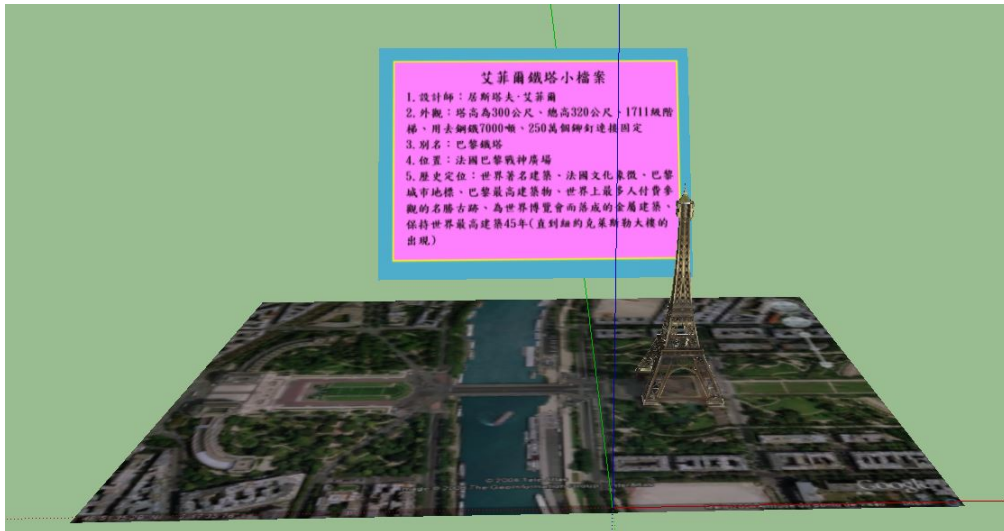 艾菲爾鐵塔小檔案
1.設計師：居斯塔夫·艾菲爾
2.外觀：塔高為300公尺、總高320公尺、1711級階
梯、用去鋼鐵7000噸、250萬個鉚釘連接固定
3.別名：巴黎鐵塔
4.位置：法國巴黎戰神廣場
5.歷史定位：世界著名建築、法國文化象徵、巴黎
城市地標、巴黎最高建築物、世界上最多人付費參
觀的名勝古跡、為世界博覽會而落成的金屬建築、
保持世界最高建築45年(直到紐約克萊斯勒大樓的
出現)
Google